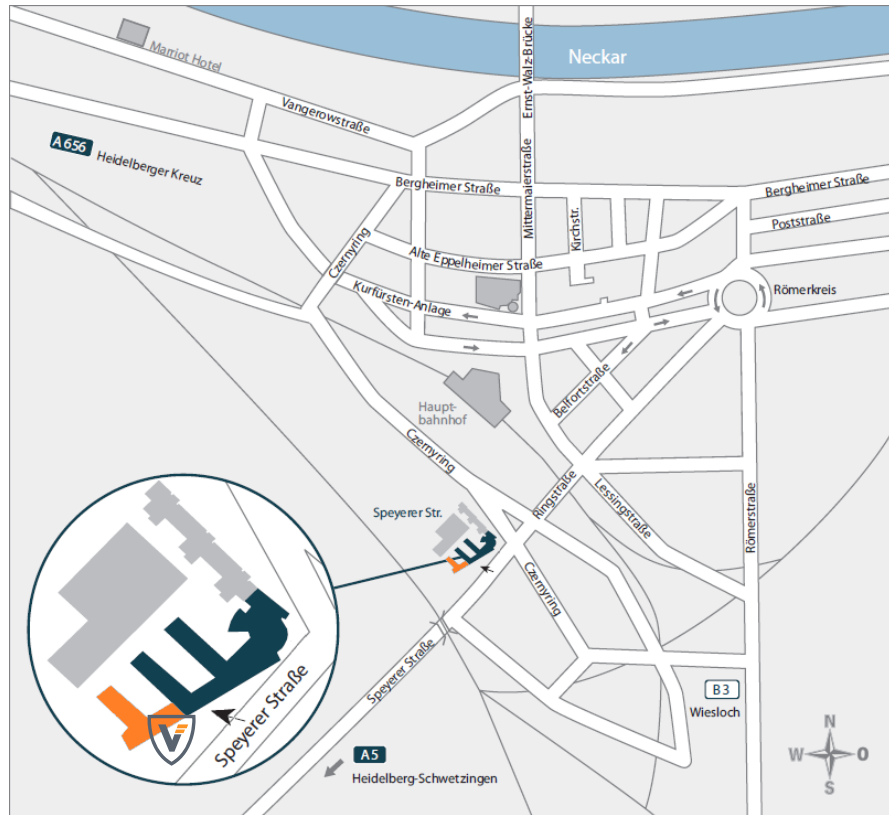 Marriot Hotel
Neckar
Ernst-Walz-Brücke
Vangerowstraße
A 656
Heidelberger Kreuz
Bergheimer Straße
Mittermaierstraße
Bergheimer Straße
Kirchstr.
Poststraße
Czernyring
Alte Eppelheimer Straße
Kurfürsten-Anlage
Römerkreis
Haupt-
bahnhof
Belfortstraße
Czernyring
Ringstraße
Lessingstraße
Römerstraße
Speyerer Str.
Czernyring
Speyerer Straße
Speyerer Straße
V
B 3
Wiesloch
A5
Heidelberg-Schwetzingen
N
W O
S